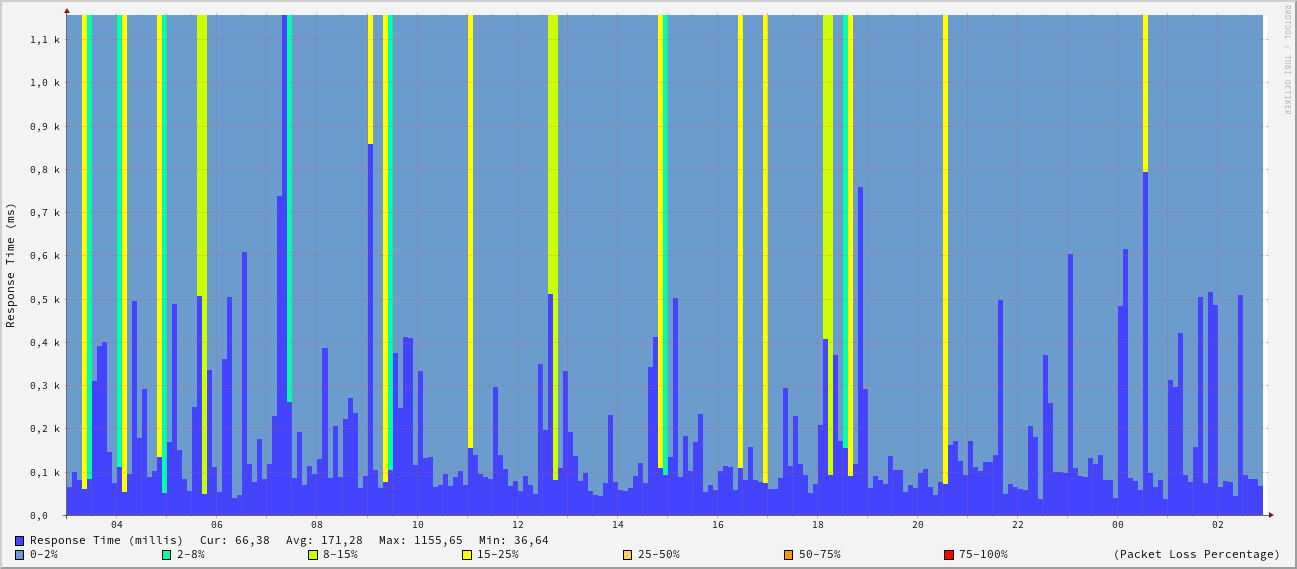 RRDTOOL / TOBI OETIKER
Response Time (ms)
1,1 k
1,0 k
0,9 k
0,8 k
0,7 k
0,6 k
0,5 k
0,4 k
0,3 k
0,2 k
0,1 k
0,0
04 06 08 10 12 14 16 18 20 22 00 02
Response Time (millis) Cur: 66,38 Avg: 171,28 Max: 1155,65 Min: 36,64
0-2% 2-8% 8-15% 15-25% 25-50% 50-75% 75-100% (Packet Loss Percentage)